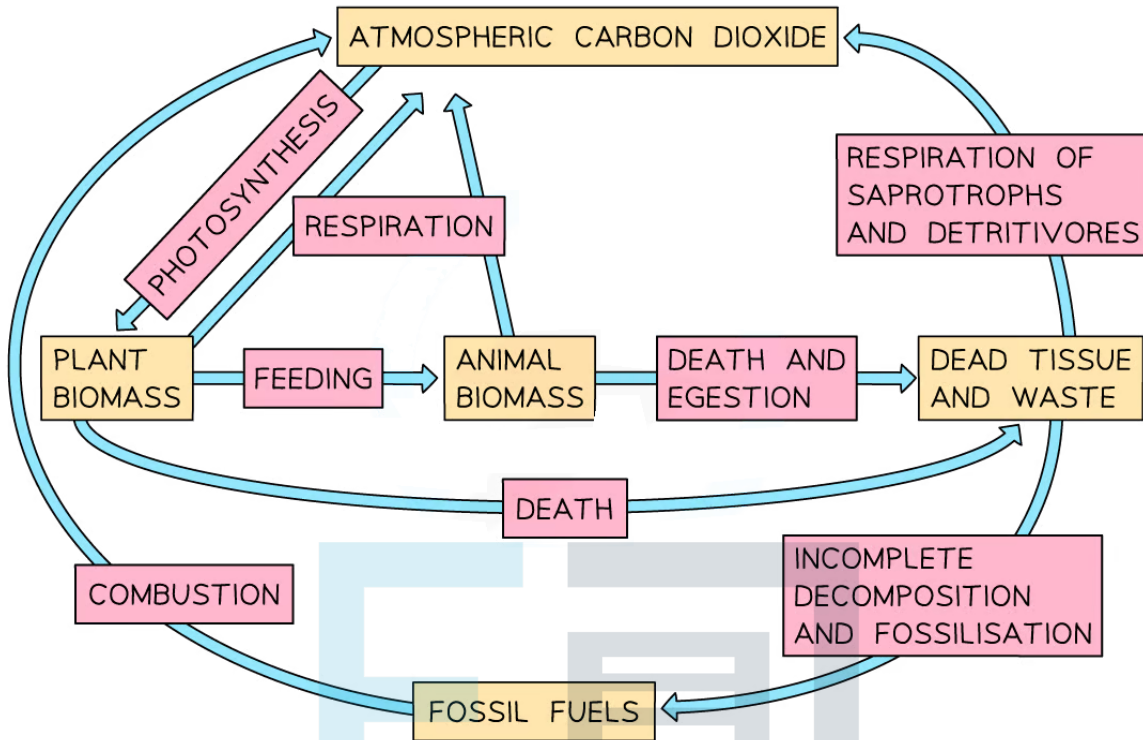 ATMOSPHERIC CARBON DIOXIDE
PHOTOSYNTHESIS
RESPIRATION
RESPIRATION OF
SAPROTROPHS
AND DETRITIVORES
PLANT
BIOMASS
FEEDING
ANIMAL
BIOMASS
DEATH AND
EGESTION
DEAD TISSUE
AND WASTE
DEATH
COMBUSTION
INCOMPLETE
DECOMPOSITION
AND FOSSILISATION
FOSSIL FUELS